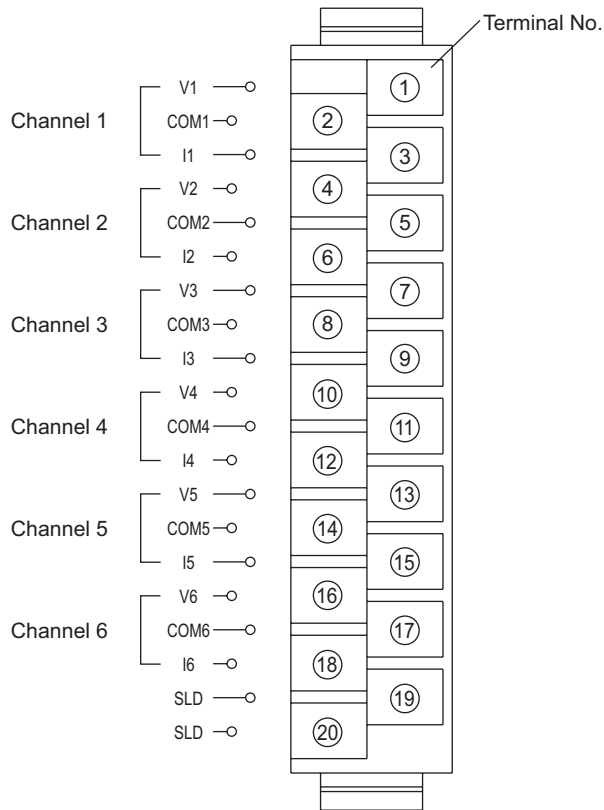 Terminal No.
V1 ①
Channel 1 COM1 ②
I1 ③
V2 ④
Channel 2 COM2 ⑤
I2 ⑥
V3 ⑦
Channel 3 COM3 ⑧
I3 ⑨
V4 ⑩
Channel 4 COM4 ⑪
I4 ⑫
V5 ⑬
Channel 5 COM5 ⑭
I5 ⑮
V6 ⑯
Channel 6 COM6 ⑰
I6 ⑱
SLD ⑲
SLD ⑳